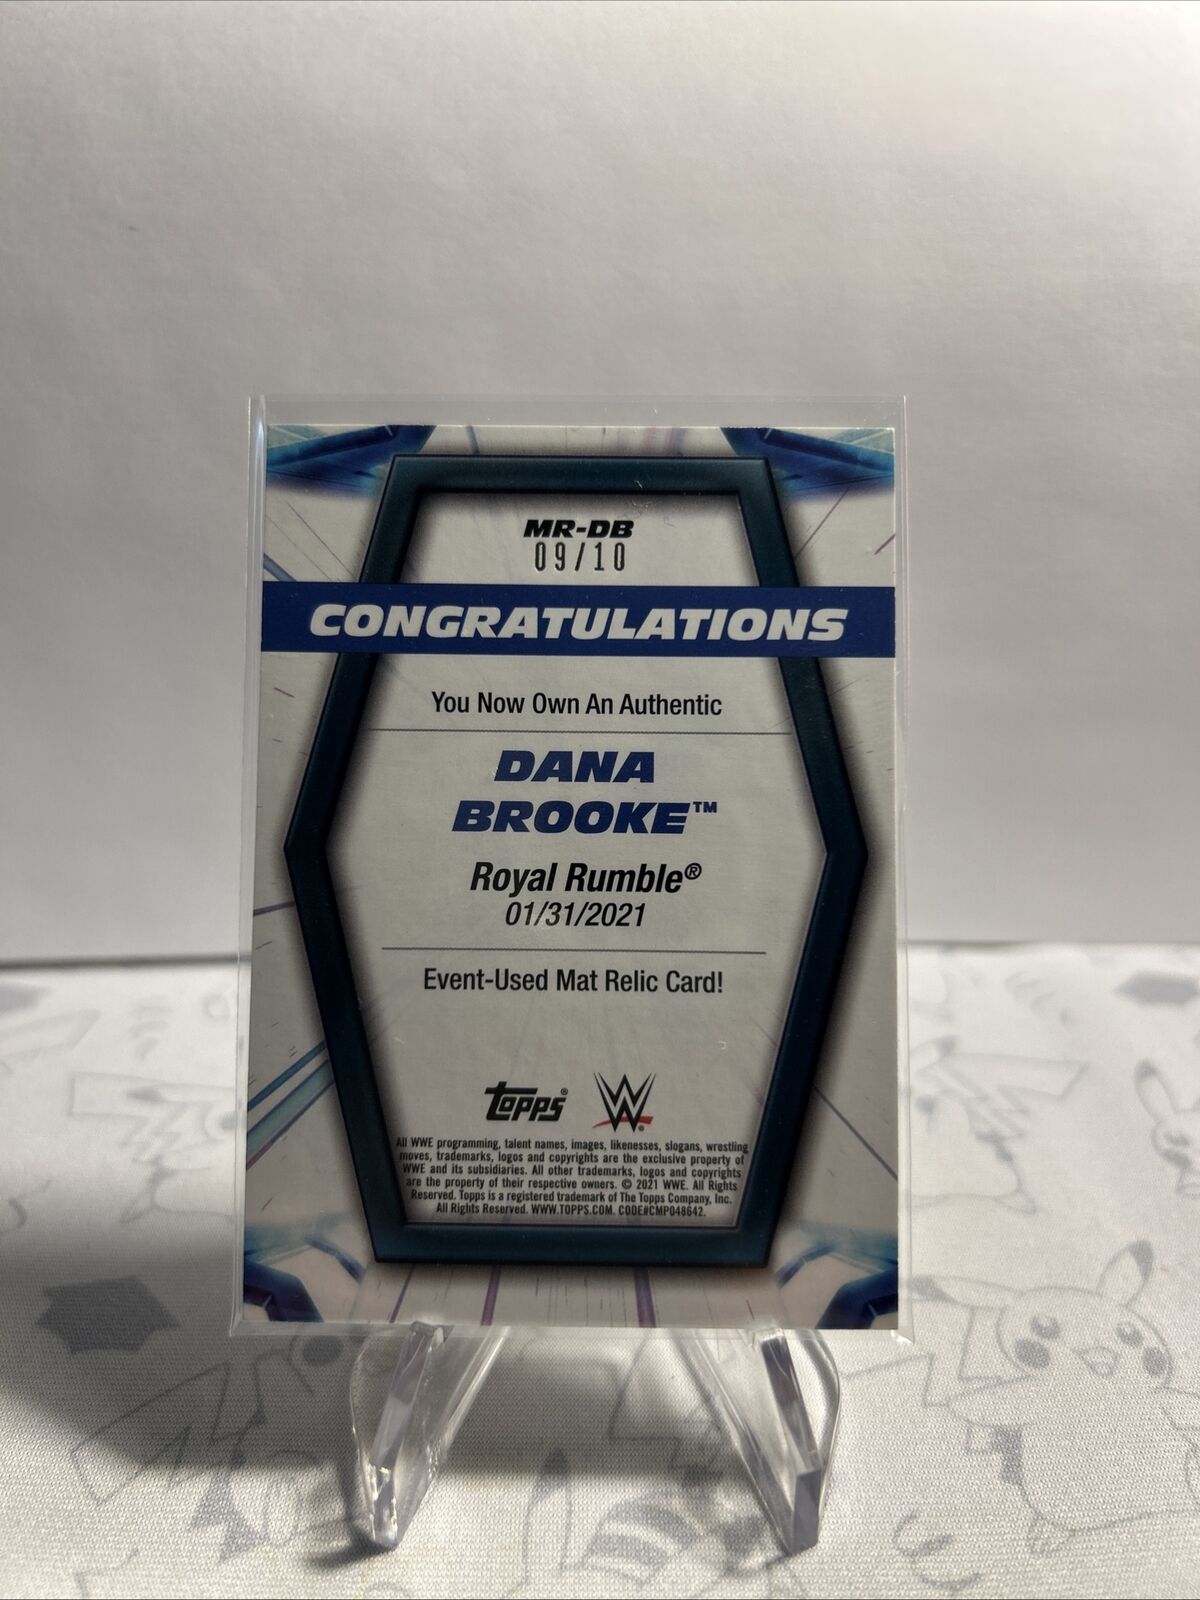 MR-DB
09/10
CONGRATULATIONS
You Now Own An Authentic
DANA
BROOKE™
Royal Rumble®
01/31/2021
Event-Used Mat Relic Card!
Topps® W®
All WWE programming, talent names, images, likenesses, slogans, wrestling
moves, trademarks, logos and copyrights are the exclusive property of
WWE and its subsidiaries. All other trademarks, logos and copyrights
are the property of their respective owners. © 2021 WWE. All Rights
Reserved. Topps is a registered trademark of The Topps Company, Inc.
All Rights Reserved. WWW.TOPPS.COM. CODE#CMP048642.